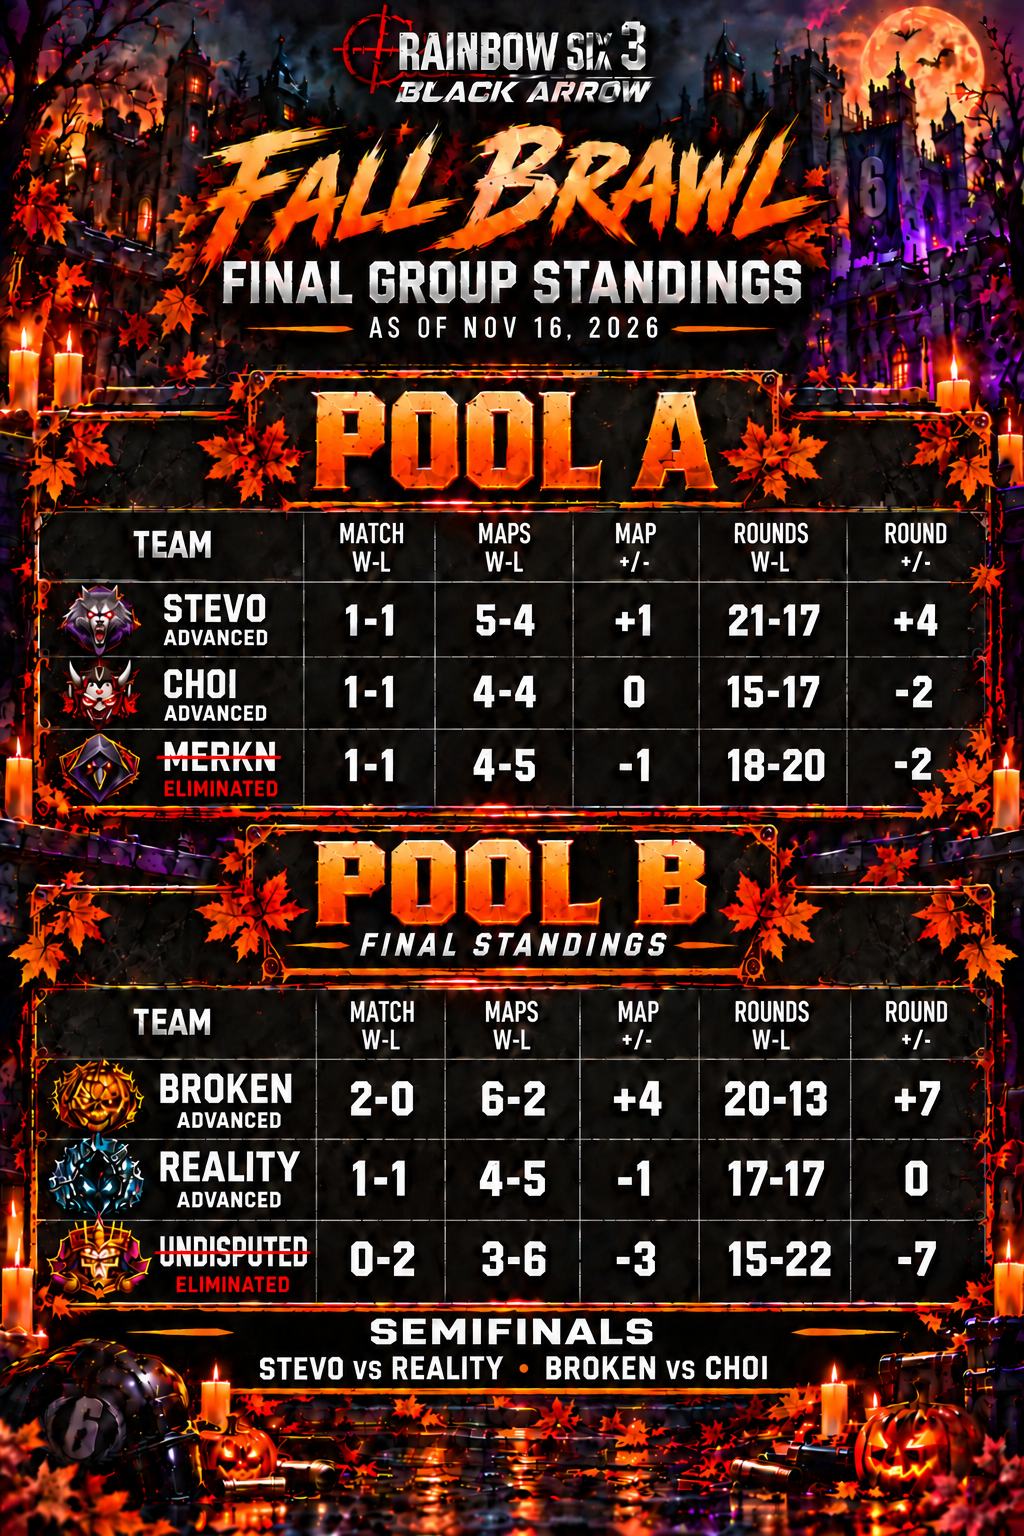 RAINBOW SIX 3
BLACK ARROW
FALL BRAWL
FINAL GROUP STANDINGS
AS OF NOV 16, 2026
6
POOL A
TEAM MATCH W-L MAPS W-L MAP +/- ROUNDS W-L ROUND +/-
STEVO ADVANCED 1-1 5-4 +1 21-17 +4
CHOI ADVANCED 1-1 4-4 0 15-17 -2
MERKN ELIMINATED 1-1 4-5 -1 18-20 -2
POOL B
FINAL STANDINGS
TEAM MATCH W-L MAPS W-L MAP +/- ROUNDS W-L ROUND +/-
BROKEN ADVANCED 2-0 6-2 +4 20-13 +7
REALITY ADVANCED 1-1 4-5 -1 17-17 0
UNDISPUTED ELIMINATED 0-2 3-6 -3 15-22 -7
SEMIFINALS
STEVO vs REALITY • BROKEN vs CHOI
6